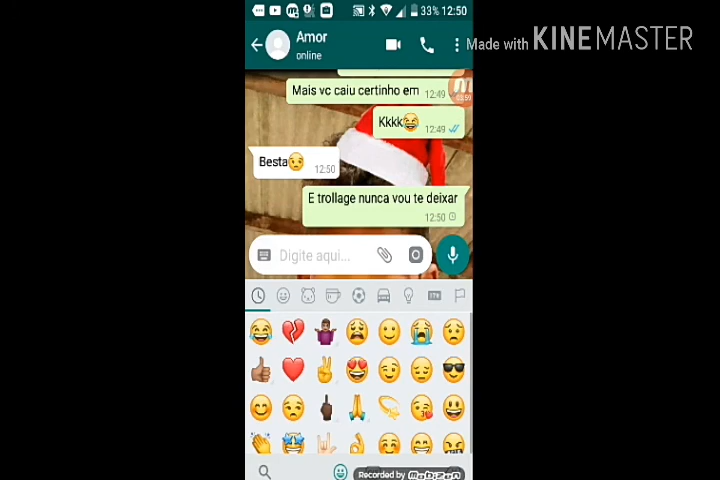 33% 12:50
Amor
online
Made with KINEMASTER
Mais vc caiu certinho em 12:49
Kkkk😆 12:49
Besta😒 12:50
E trollage nunca vou te deixar
12:50
Digite aqui...
Recorded by Mobizen